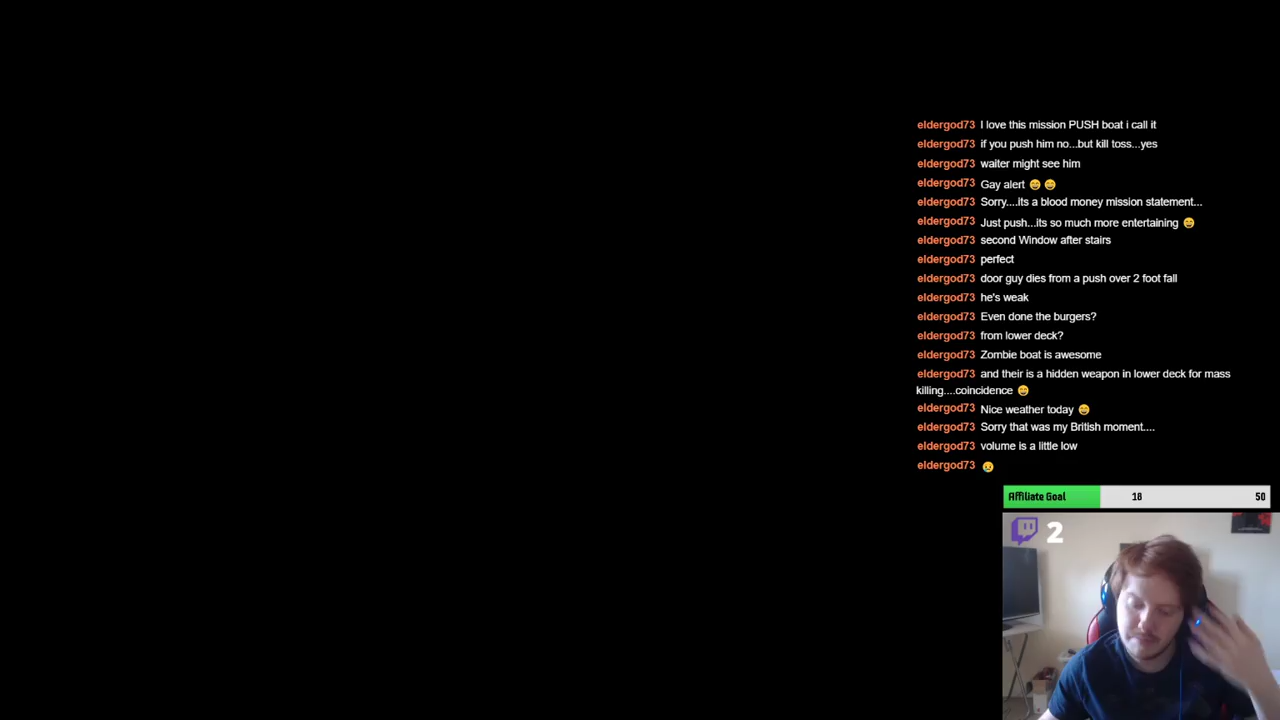 eldergod73 I love this mission PUSH boat i call it
eldergod73 if you push him no...but kill toss...yes
eldergod73 waiter might see him
eldergod73 Gay alert 😄 😄
eldergod73 Sorry....its a blood money mission statement...
eldergod73 Just push...its so much more entertaining 😄
eldergod73 second Window after stairs
eldergod73 perfect
eldergod73 door guy dies from a push over 2 foot fall
eldergod73 he's weak
eldergod73 Even done the burgers?
eldergod73 from lower deck?
eldergod73 Zombie boat is awesome
eldergod73 and their is a hidden weapon in lower deck for mass
killing....coincidence 😄
eldergod73 Nice weather today 😄
eldergod73 Sorry that was my British moment....
eldergod73 volume is a little low
eldergod73 😥
Affiliate Goal 18 50
2